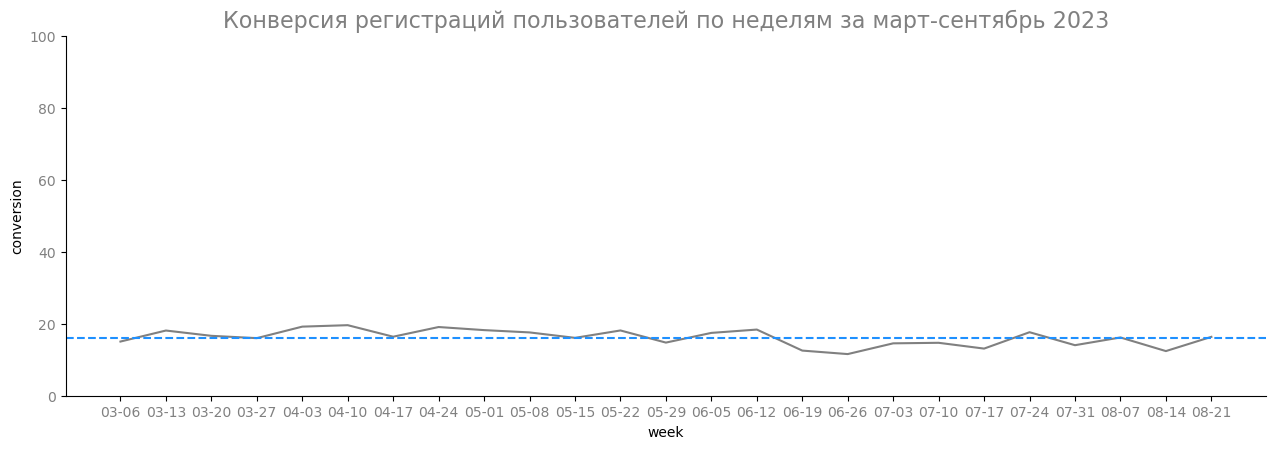 Конверсия регистраций пользователей по неделям за март-сентябрь 2023
100
80
60
40
20
0
conversion
03-06 03-13 03-20 03-27 04-03 04-10 04-17 04-24 05-01 05-08 05-15 05-22 05-29 06-05 06-12 06-19 06-26 07-03 07-10 07-17 07-24 07-31 08-07 08-14 08-21
week